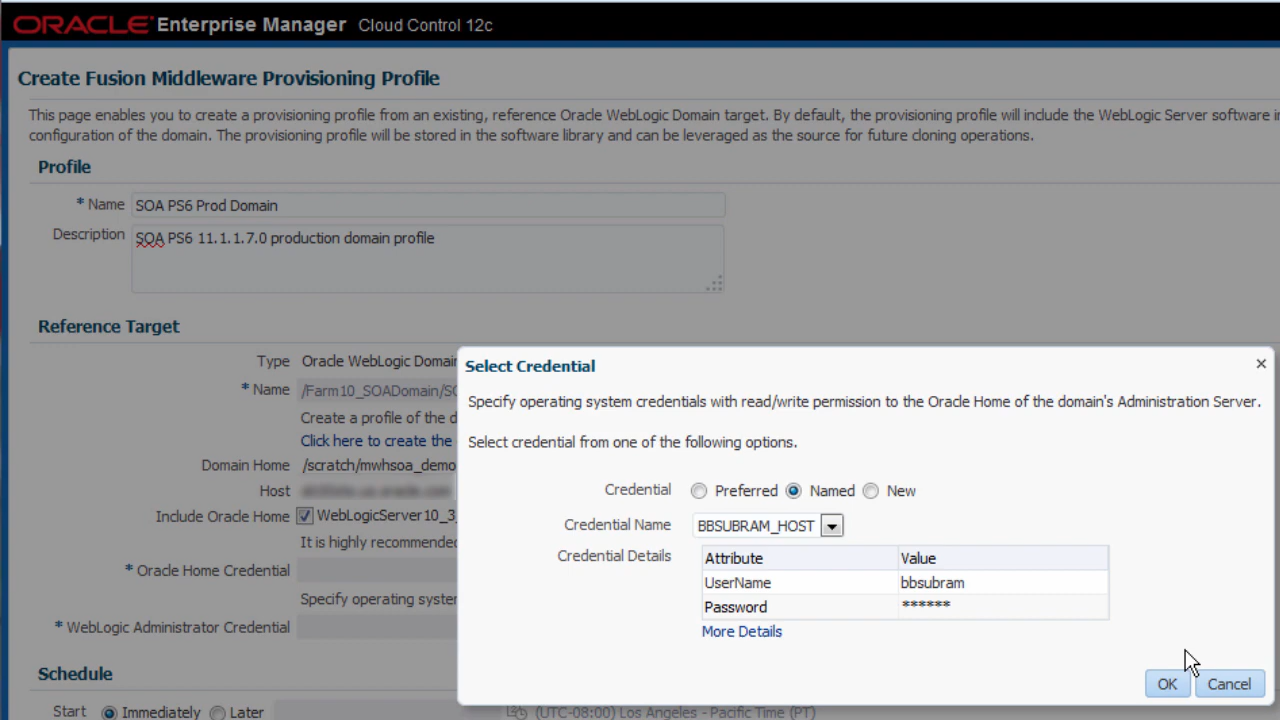 ORACLE Enterprise Manager Cloud Control 12c
Create Fusion Middleware Provisioning Profile
This page enables you to create a provisioning profile from an existing, reference Oracle WebLogic Domain target. By default, the provisioning profile will include the WebLogic Server software
configuration of the domain. The provisioning profile will be stored in the software library and can be leveraged as the source for future cloning operations.
Profile
* Name SOA PS6 Prod Domain
Description SOA PS6 11.1.1.7.0 production domain profile
Reference Target
Type Oracle WebLogic Domain
* Name /Farm10_SOADomain/SO
Create a profile of the d
Click here to create the
Domain Home /scratch/mwhsoa_demo
Host
Include Oracle Home WebLogicServer10_3_
It is highly recommended
* Oracle Home Credential
Specify operating system
* WebLogic Administrator Credential
Schedule
Start Immediately Later (UTC-08:00) Los Angeles - Pacific Time (PT)
Select Credential ×
Specify operating system credentials with read/write permission to the Oracle Home of the domain's Administration Server.
Select credential from one of the following options.
Credential Preferred Named New
Credential Name BBSUBRAM_HOST
Credential Details Attribute Value
UserName bbsubram
Password ******
More Details
OK Cancel